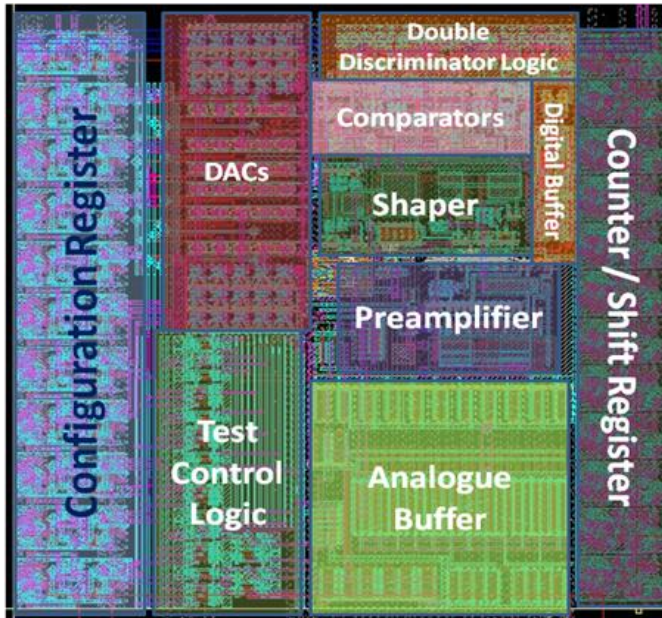 Configuration Register
DACs
Test
Control
Logic
Double
Discriminator Logic
Comparators
Digital Buffer
Shaper
Preamplifier
Analogue
Buffer
Counter / Shift Register